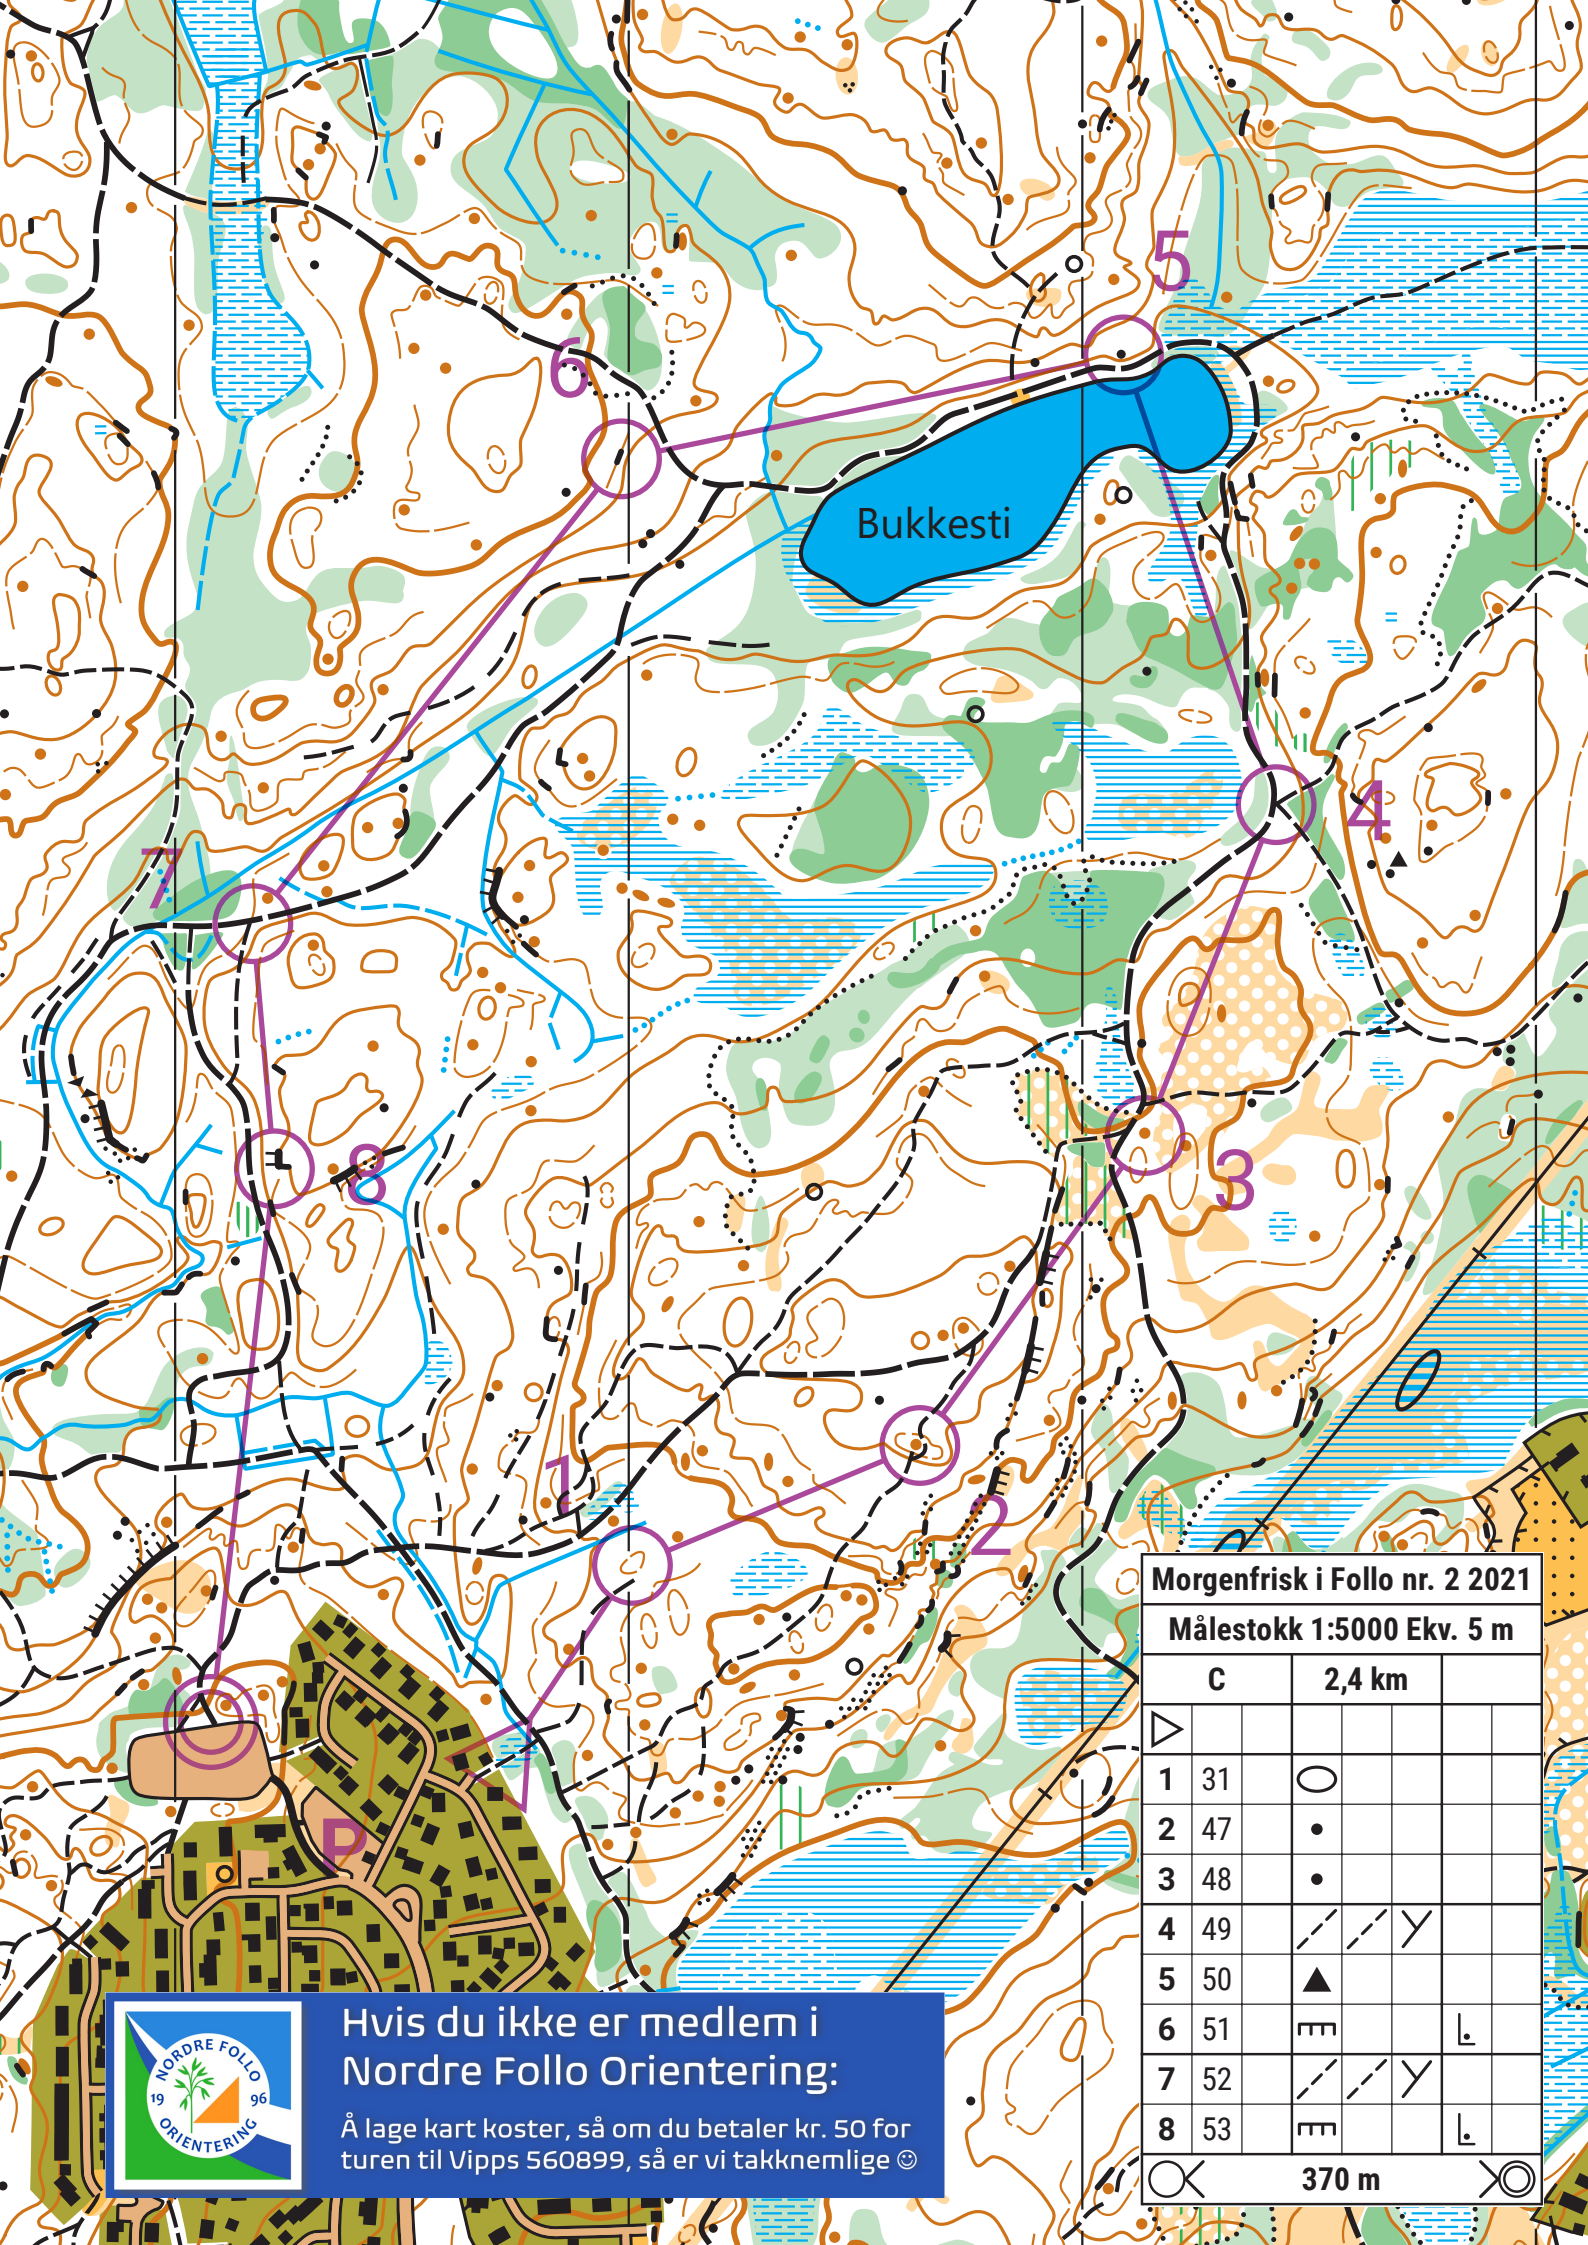 5
6
Bukkesti
4
7
8
3
1
2
P
Morgenfrisk i Follo nr. 2 2021
Målestokk 1:5000 Ekv. 5 m
C 2,4 km
1 31
2 47
3 48
4 49
5 50
6 51
7 52
8 53
370 m
NORDRE FOLLO
19 96
ORIENTERING
Hvis du ikke er medlem i
Nordre Follo Orientering:
Å lage kart koster, så om du betaler kr. 50 for
turen til Vipps 560899, så er vi takknemlige ☺